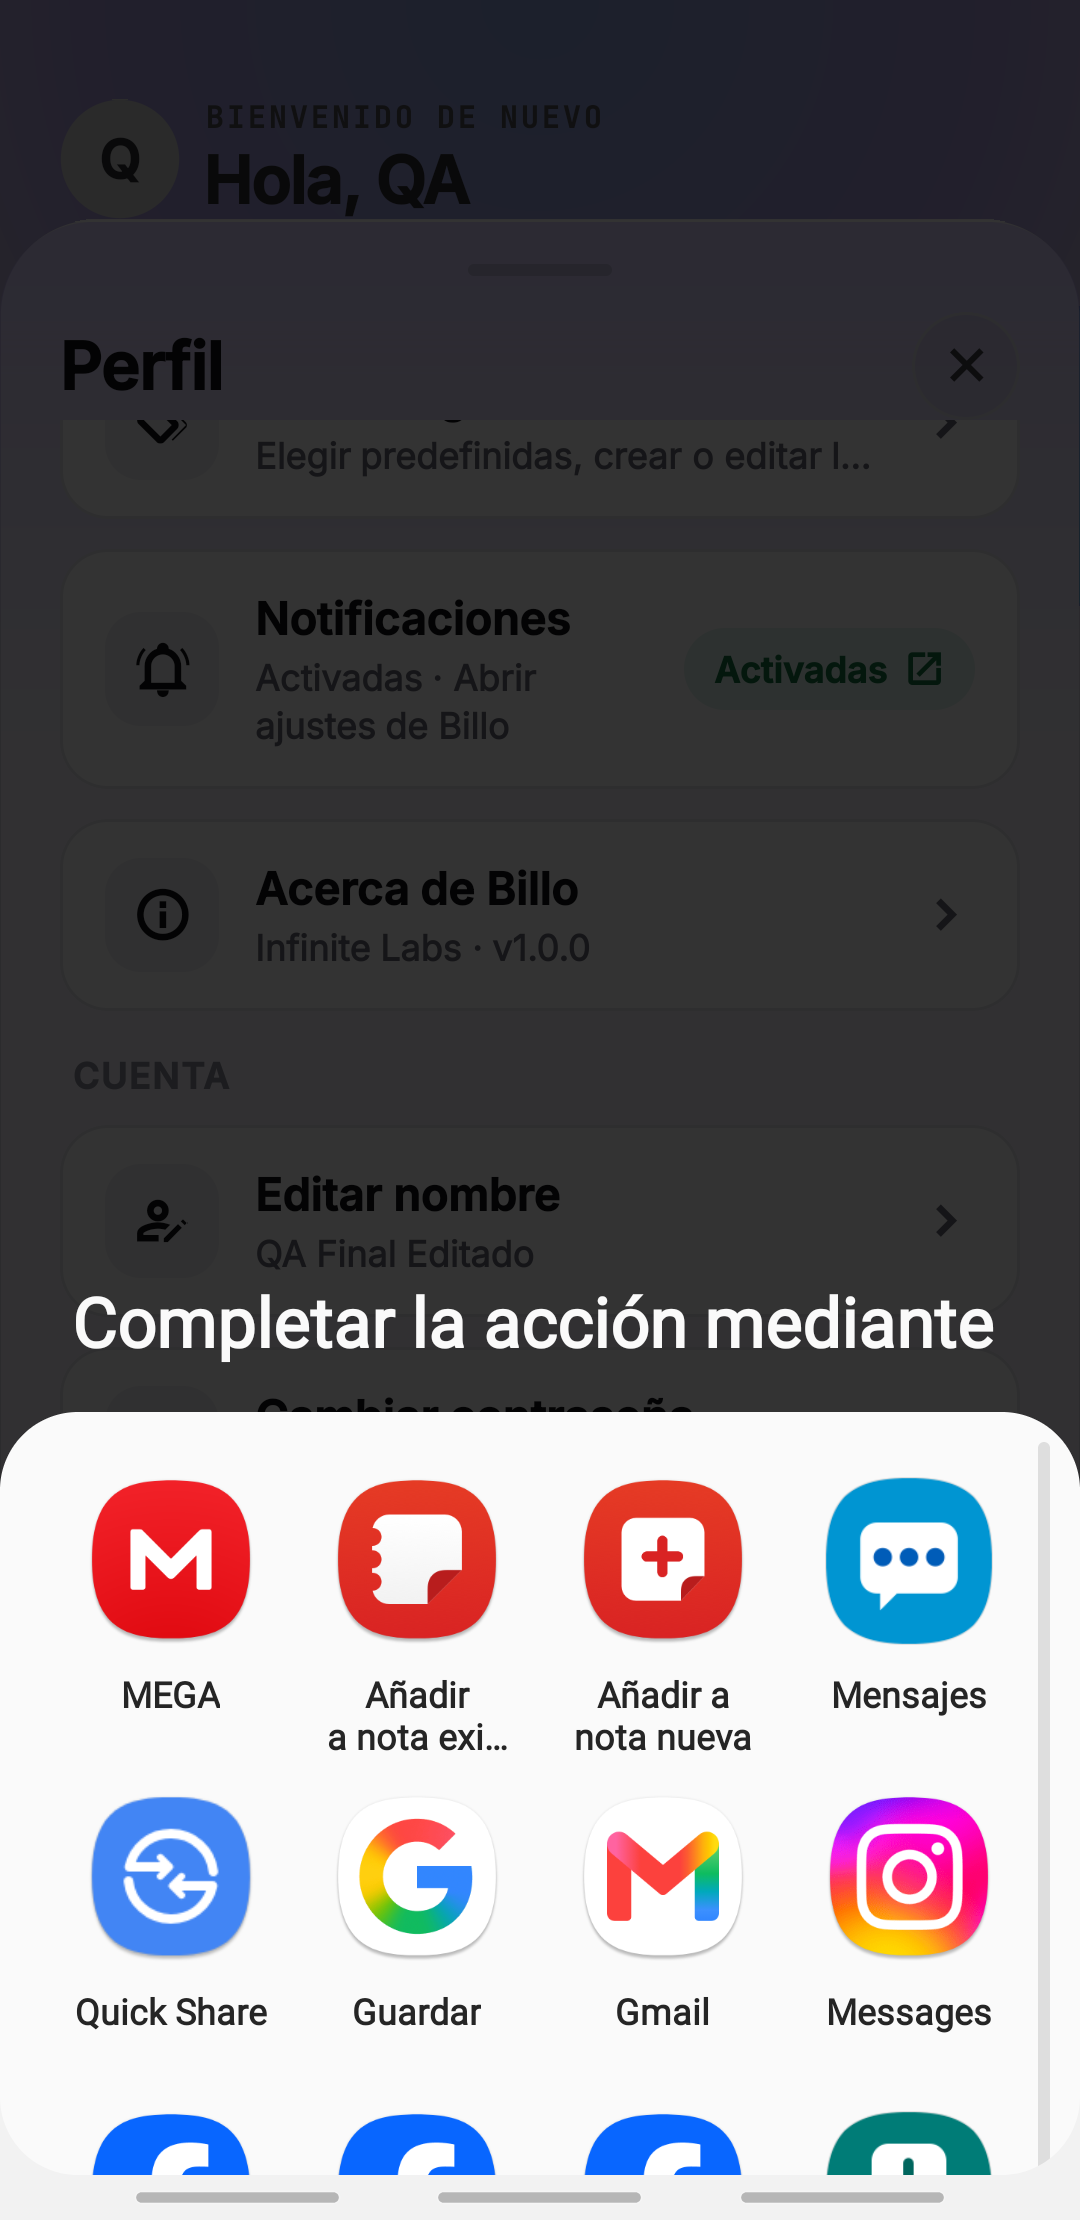 BIENVENIDO DE NUEVO
Q
Hola, QA
Perfil
Elegir predefinidas, crear o editar l...
Notificaciones
Activadas · Abrir
ajustes de Billo
Activadas
Acerca de Billo
Infinite Labs · v1.0.0
CUENTA
Editar nombre
QA Final Editado
Completar la acción mediante
Cambiar contraseña
MEGA
Añadir
a nota exi...
Añadir a
nota nueva
Mensajes
Quick Share
Guardar
Gmail
Messages